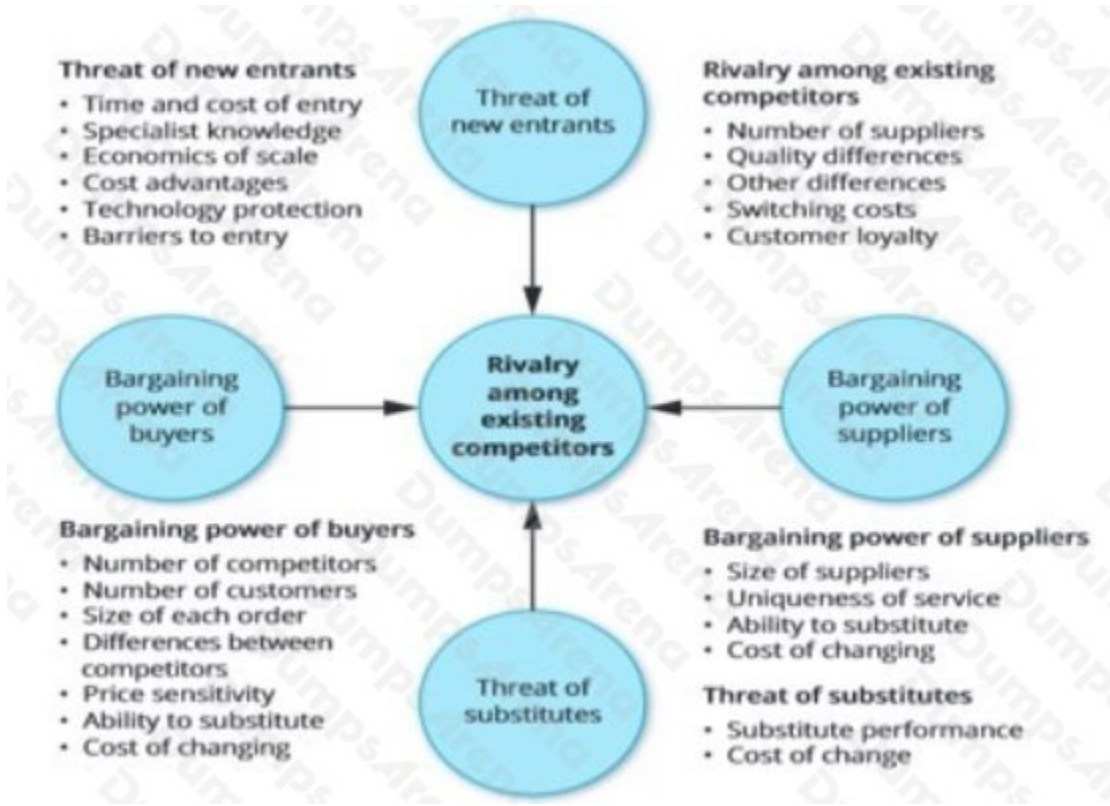 Threat of new entrants
• Time and cost of entry
• Specialist knowledge
• Economics of scale
• Cost advantages
• Technology protection
• Barriers to entry
Threat of
new entrants
Rivalry among existing
competitors
• Number of suppliers
• Quality differences
• Other differences
• Switching costs
• Customer loyalty
Bargaining
power of
buyers
Rivalry
among
existing
competitors
Bargaining
power of
suppliers
Bargaining power of buyers
• Number of competitors
• Number of customers
• Size of each order
• Differences between
competitors
• Price sensitivity
• Ability to substitute
• Cost of changing
Threat of
substitutes
Bargaining power of suppliers
• Size of suppliers
• Uniqueness of service
• Ability to substitute
• Cost of changing
Threat of substitutes
• Substitute performance
• Cost of change
DumpsArena